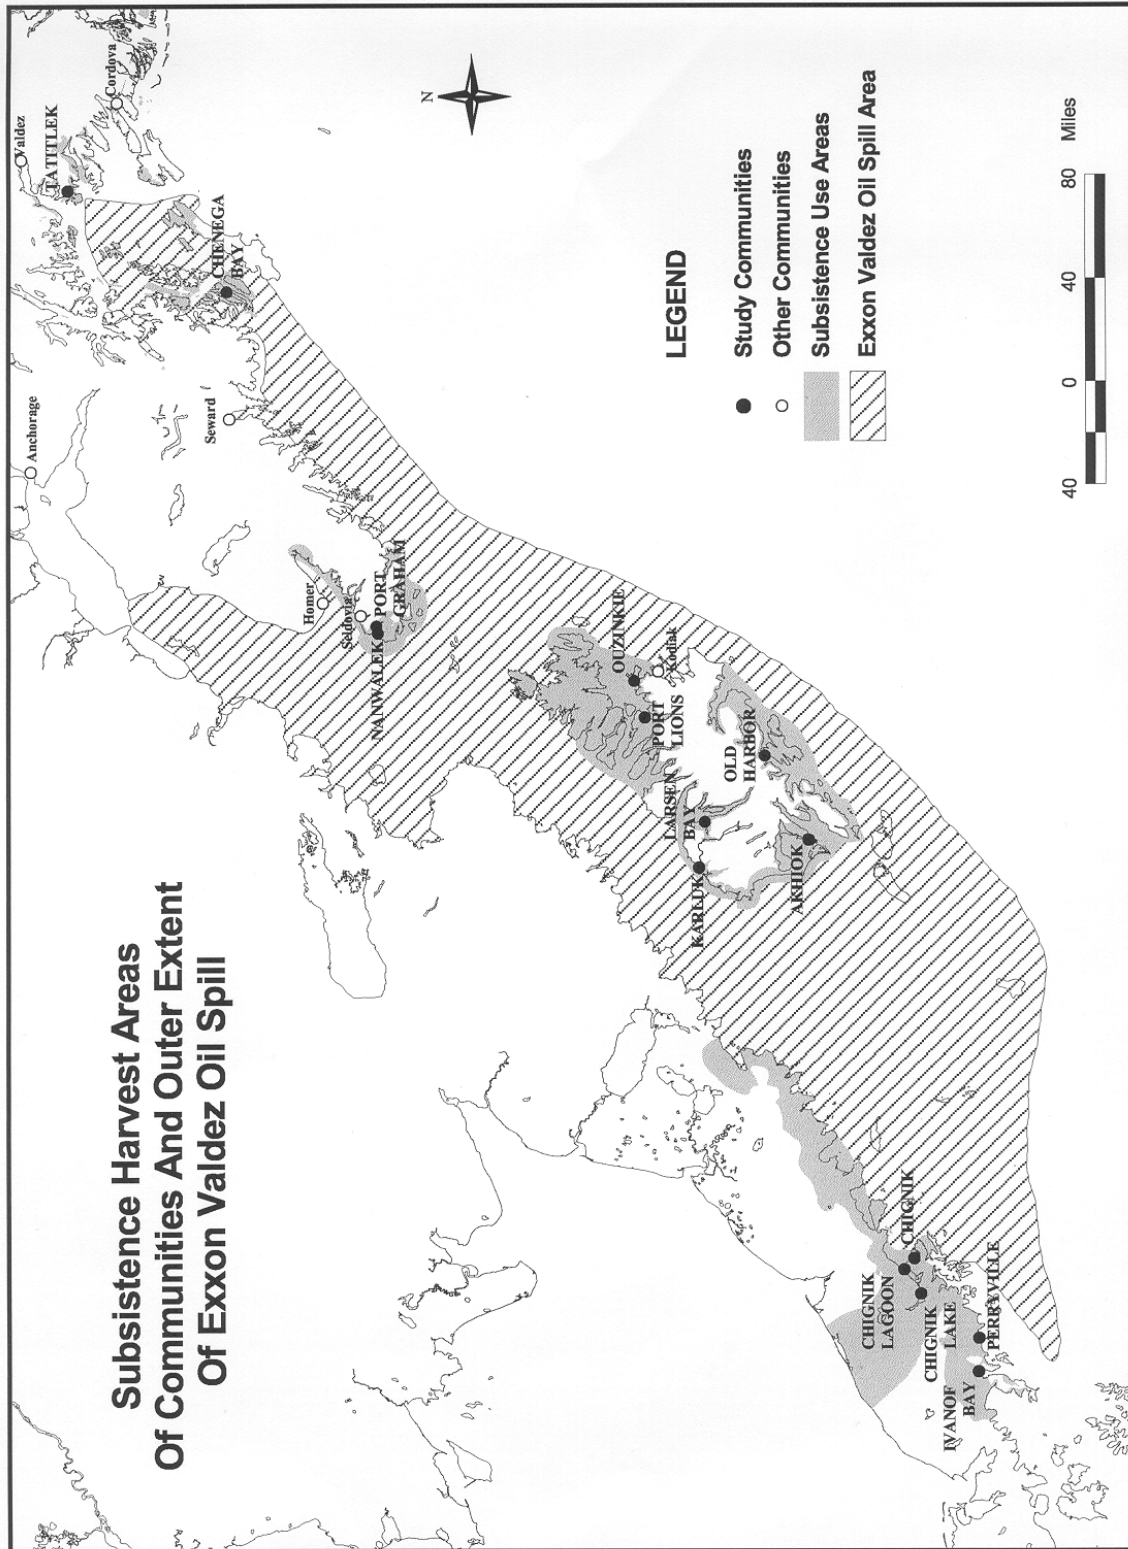 Subsistence Harvest Areas
Of Communities And Outer Extent
Of Exxon Valdez Oil Spill
Anchorage
Valdez
TATITLEK
Cordova
CHENEGA
BAY
Seward
Homer
Seldovia
PORT
GRAHAM
NANWALEK
OUZINKIE
Kodiak
PORT
LIONS
LARSEN
BAY
KARLUK
OLD
HARBOR
AKHIOK
CHIGNIK
CHIGNIK
LAGOON
CHIGNIK
LAKE
PERRYVILLE
IVANOF
BAY
N
LEGEND
Study Communities
Other Communities
Subsistence Use Areas
Exxon Valdez Oil Spill Area
40
0
40
80
Miles